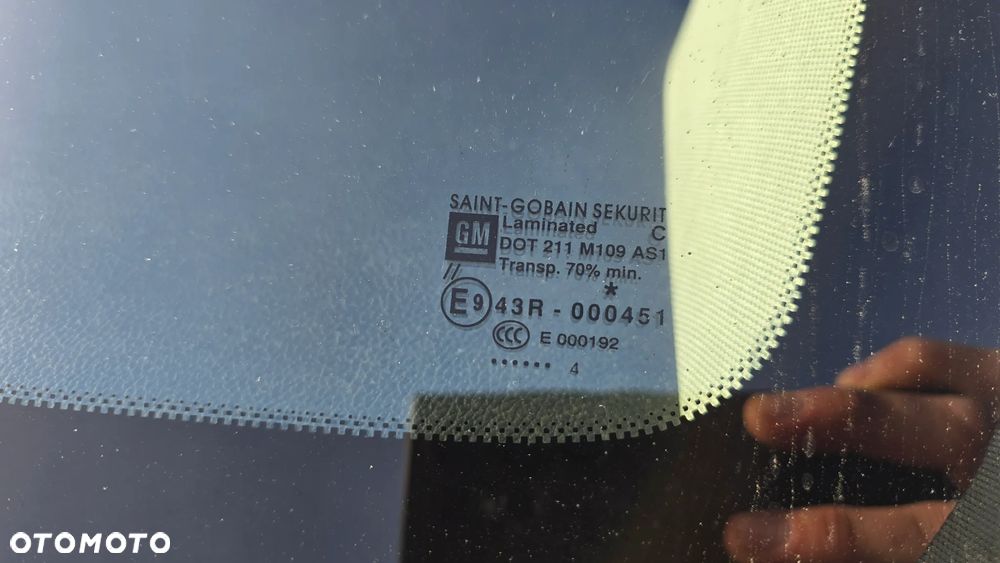 SAINT-GOBAIN SEKURIT
GM Laminated C
DOT 211 M109 AS1
Transp. 70% min.
// *
E9 43R - 000451
CCC E 000192
...... 4
OTOMOTO